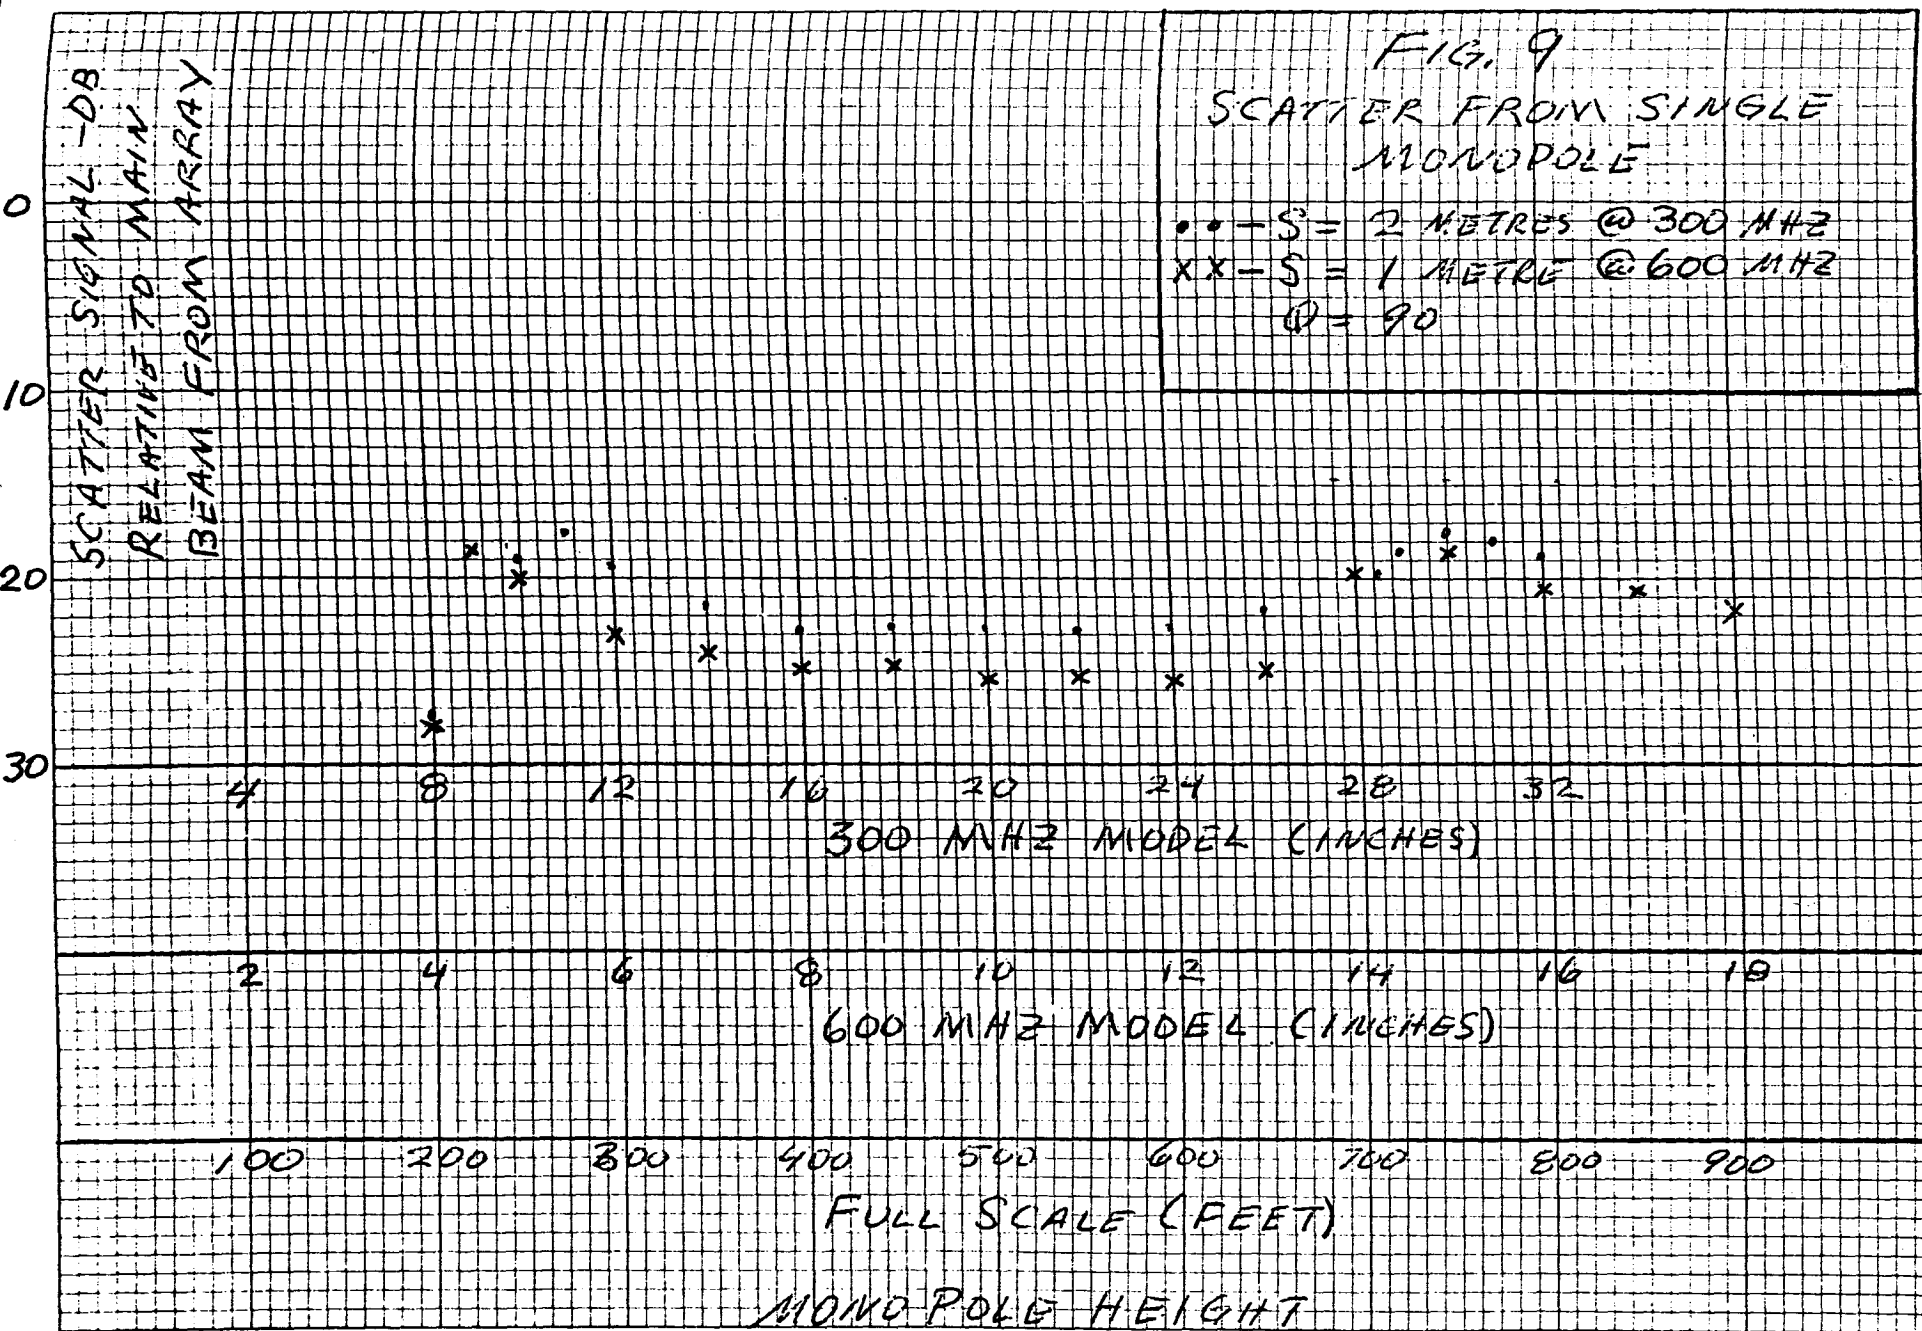 FIG. 9
SCATTER FROM SINGLE
MONOPOLE
•• - S = 2 METRES @ 300 MHZ
XX - S = 1 METRE @ 600 MHZ
Φ = 90
SCATTER SIGNAL -DB
RELATIVE TO MAIN
BEAM FROM ARRAY
0
10
20
30
4 8 12 16 20 24 28 32
300 MHZ MODEL (INCHES)
2 4 6 8 10 12 14 16 18
600 MHZ MODEL (INCHES)
100 200 300 400 500 600 700 800 900
FULL SCALE (FEET)
MONOPOLE HEIGHT